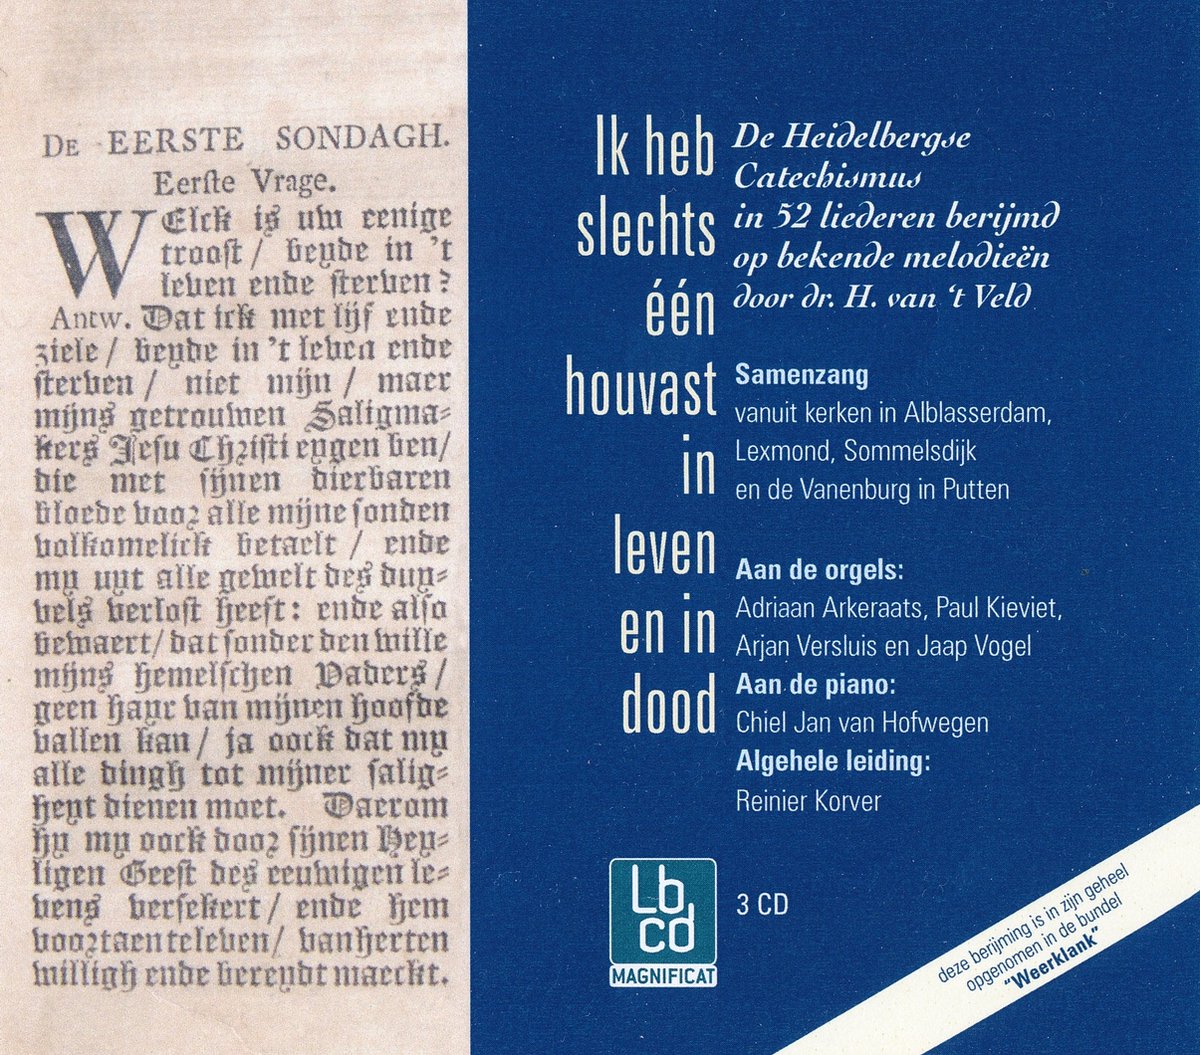 DE EERSTE SONDAGH.
Eerſte Vrage.
WElck is uw eenige
trooſt / beyde in 't
leven ende ſterven?
Antw. Dat ick met lijf ende
ziele / beyde in 't leven ende
ſterven / niet mijn / maer
mijns getrouwen Saligma-
kers Jeſu Chriſti eygen ben/
die met ſijnen dierbaren
bloede voor alle mijne ſonden
volkomelick betaelt / ende
my uyt alle gewelt des duy-
vels verloſt heeft: ende alſo
bewaert/ dat ſonder den wille
mijns hemelſchen Vaders/
geen hayr van mijnen hoofde
vallen kan/ ja oock dat my
alle dingh tot mijner ſalig-
heyt dienen moet. Daerom
hy my oock door ſijnen Hey-
ligen Geeſt des eeuwigen le-
vens verſekert / ende hem
voortaen te leven/ van herten
willigh ende bereydt maeckt.
Ik heb
slechts
één
houvast
in
leven
en in
dood
De Heidelbergse
Catechismus
in 52 liederen berijmd
op bekende melodieën
door dr. H. van 't Veld
Samenzang
vanuit kerken in Alblasserdam,
Lexmond, Sommelsdijk
en de Vanenburg in Putten
Aan de orgels:
Adriaan Arkeraats, Paul Kieviet,
Arjan Versluis en Jaap Vogel
Aan de piano:
Chiel Jan van Hofwegen
Algehele leiding:
Reinier Korver
Lb
cd
MAGNIFICAT
3 CD
deze berijming is in zijn geheel
opgenomen in de bundel
"Weerklank"